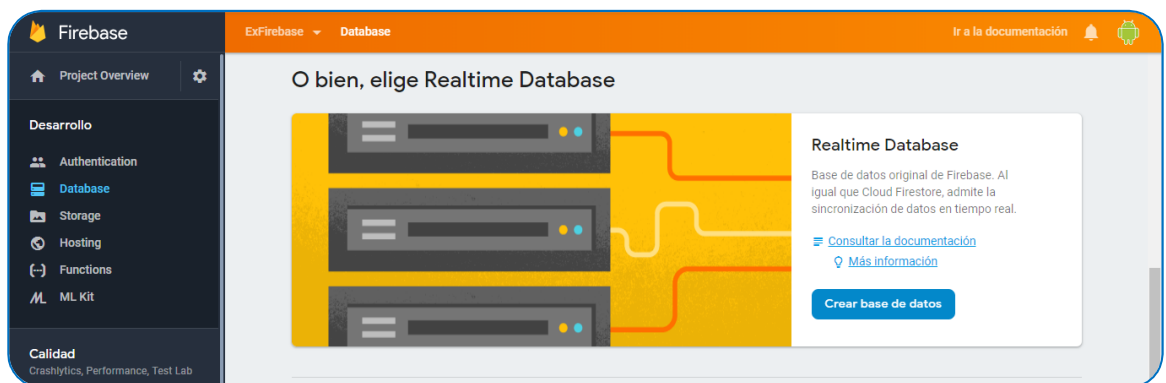 Firebase
Project Overview
Desarrollo
Authentication
Database
Storage
Hosting
Functions
ML Kit
Calidad
Crashlytics, Performance, Test Lab
ExFirebase
Database
Ir a la documentación
O bien, elige Realtime Database
Realtime Database
Base de datos original de Firebase. Al
igual que Cloud Firestore, admite la
sincronización de datos en tiempo real.
Consultar la documentación
Más información
Crear base de datos